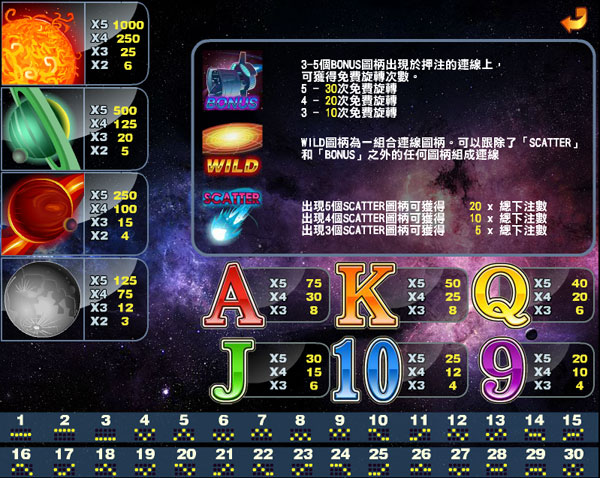 X5 1000
X4 250
X3 25
X2 6
X5 500
X4 125
X3 20
X2 5
X5 250
X4 100
X3 15
X2 4
X5 125
X4 75
X3 12
X2 3
BONUS
3-5個BONUS圖柄出現於押注的連線上，
可獲得免費旋轉次數。
5 - 30次免費旋轉
4 - 20次免費旋轉
3 - 10次免費旋轉
WILD
WILD圖柄為一組合連線圖柄。可以跟除了「SCATTER」
和「BONUS」之外的任何圖柄組成連線
SCATTER
出現5個SCATTER圖柄可獲得 20 x 總下注數
出現4個SCATTER圖柄可獲得 10 x 總下注數
出現3個SCATTER圖柄可獲得 5 x 總下注數
A
X5 75
X4 30
X3 8
K
X5 50
X4 25
X3 8
Q
X5 40
X4 20
X3 6
J
X5 30
X4 15
X3 6
10
X5 25
X4 12
X3 4
9
X5 20
X4 10
X3 4
1 2 3 4 5 6 7 8 9 10 11 12 13 14 15
16 17 18 19 20 21 22 23 24 25 26 27 28 29 30